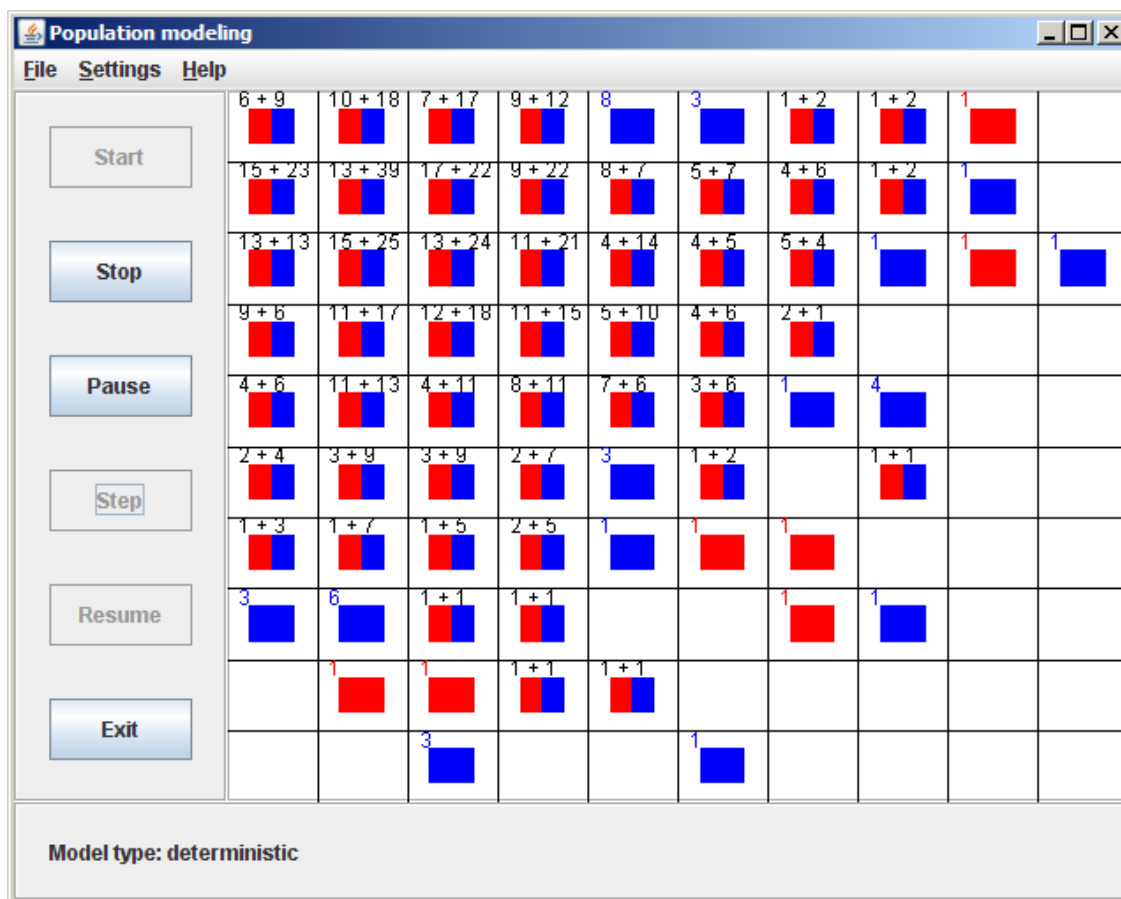 Population modeling
File Settings Help
Start
Stop
Pause
Step
Resume
Exit
6 + 9 10 + 18 7 + 17 9 + 12 8 3 1 + 2 1 + 2 1
15 + 23 13 + 39 17 + 22 9 + 22 8 + 7 5 + 7 4 + 6 1 + 2 1
13 + 13 15 + 25 13 + 24 11 + 21 4 + 14 4 + 5 5 + 4 1 1 1
9 + 6 11 + 17 12 + 18 11 + 15 5 + 10 4 + 6 2 + 1
4 + 6 11 + 13 4 + 11 8 + 11 7 + 6 3 + 6 1 4
2 + 4 3 + 9 3 + 9 2 + 7 3 1 + 2 1 + 1
1 + 3 1 + 7 1 + 5 2 + 5 1 1 1
3 6 1 + 1 1 + 1 1 1
1 1 1 + 1 1 + 1
3 1
Model type: deterministic